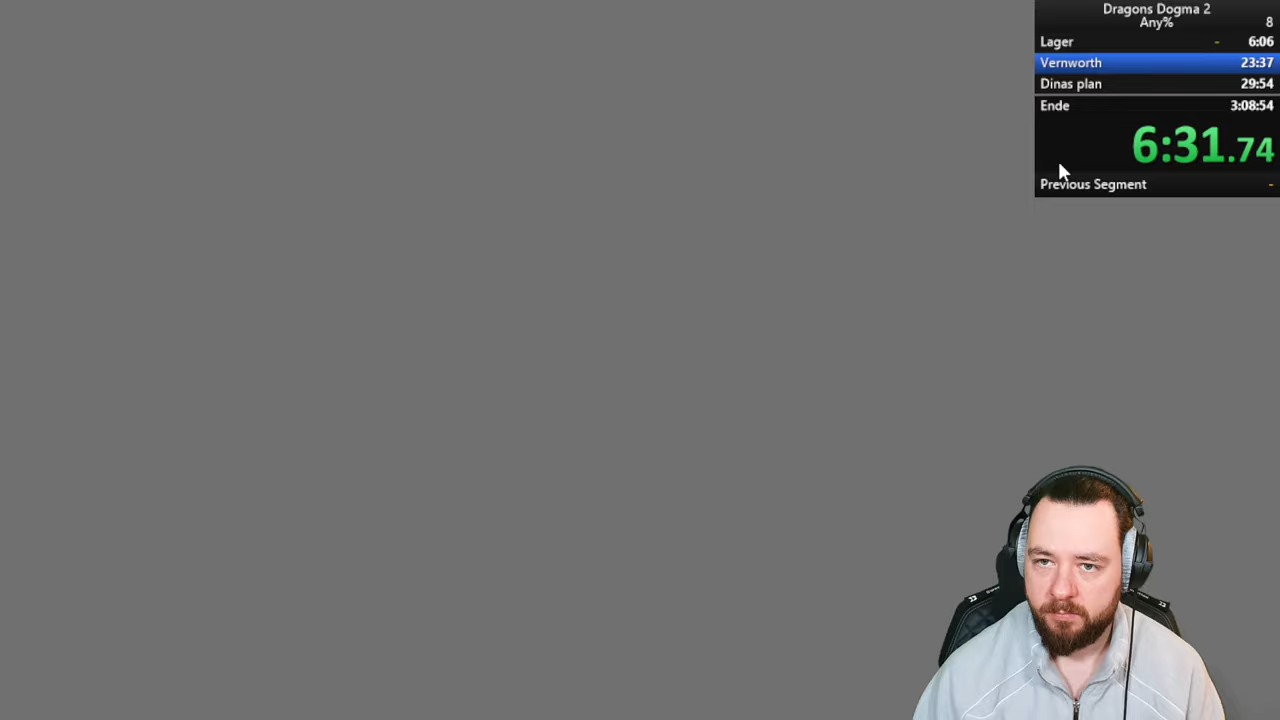 Dragons Dogma 2
Any% 8
Lager - 6:06
Vernworth 23:37
Dinas plan 29:54
Ende 3:08:54
6:31.74
Previous Segment -